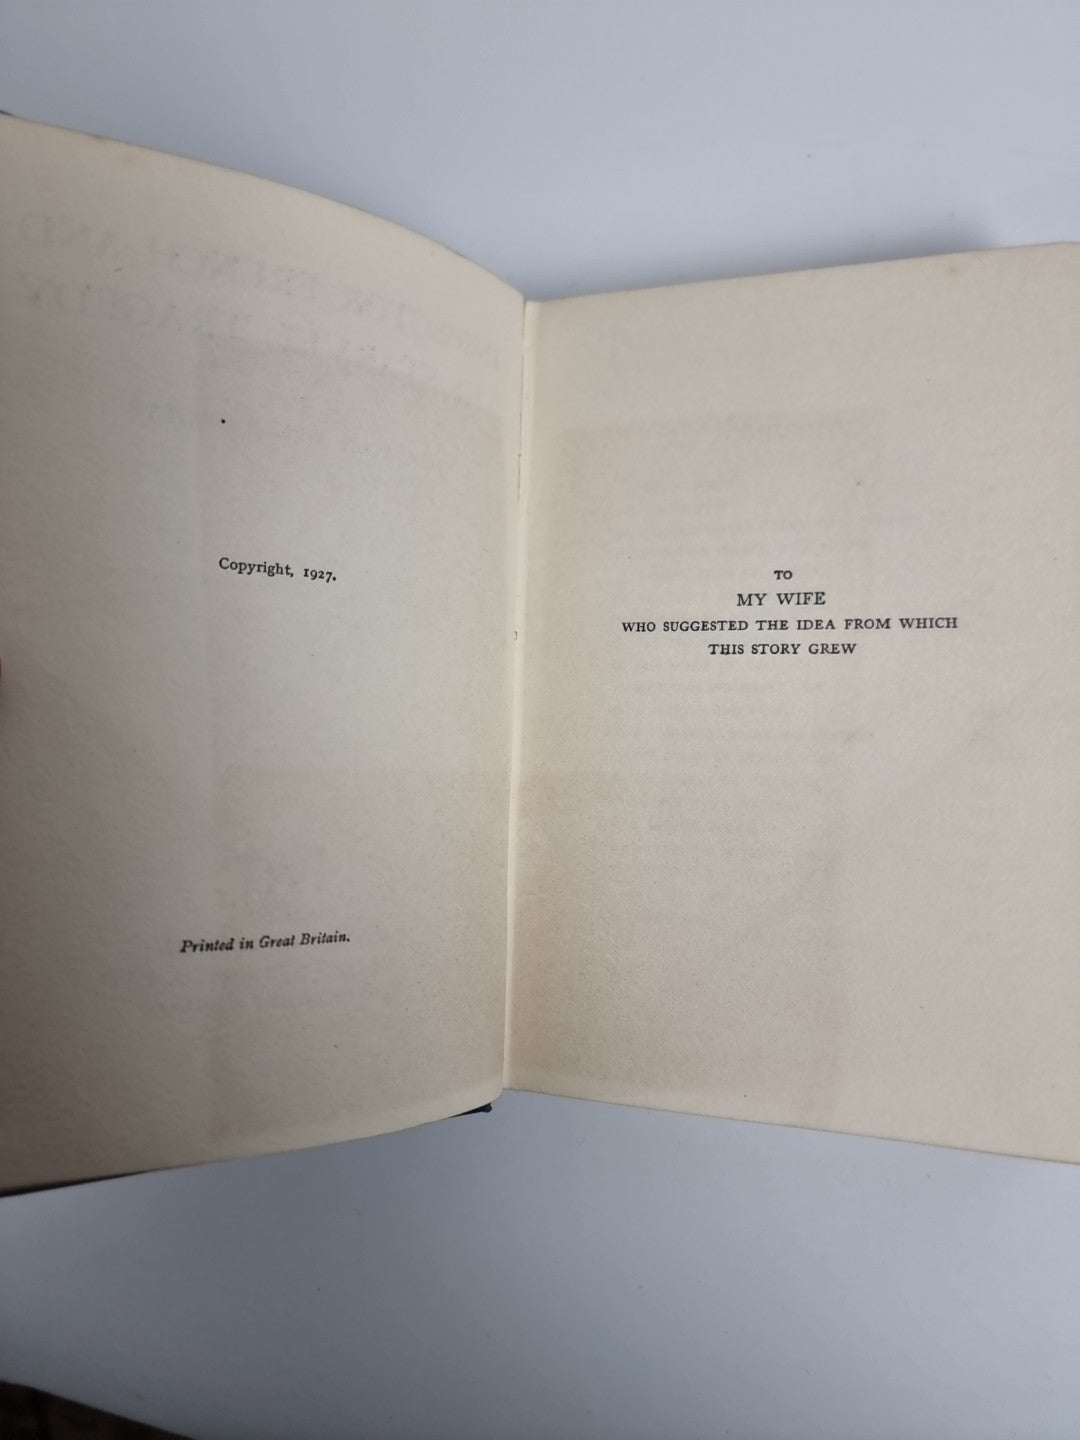 Copyright, 1927.
Printed in Great Britain.
TO
MY WIFE
WHO SUGGESTED THE IDEA FROM WHICH
THIS STORY GREW